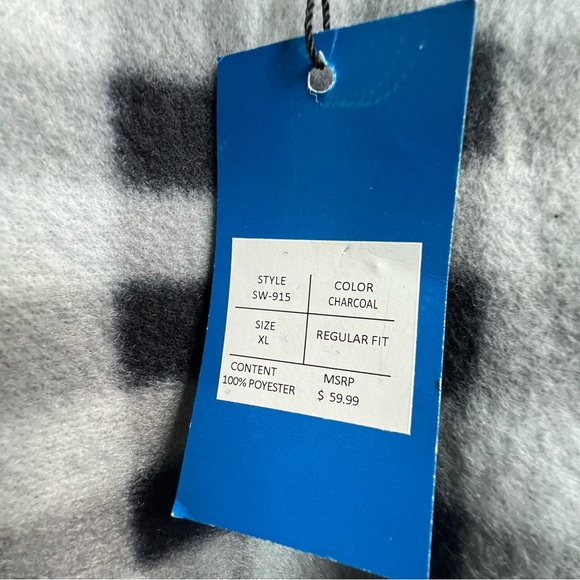 STYLE
SW-915
COLOR
CHARCOAL
SIZE
XL
REGULAR FIT
CONTENT
100% POYESTER
MSRP
$ 59.99